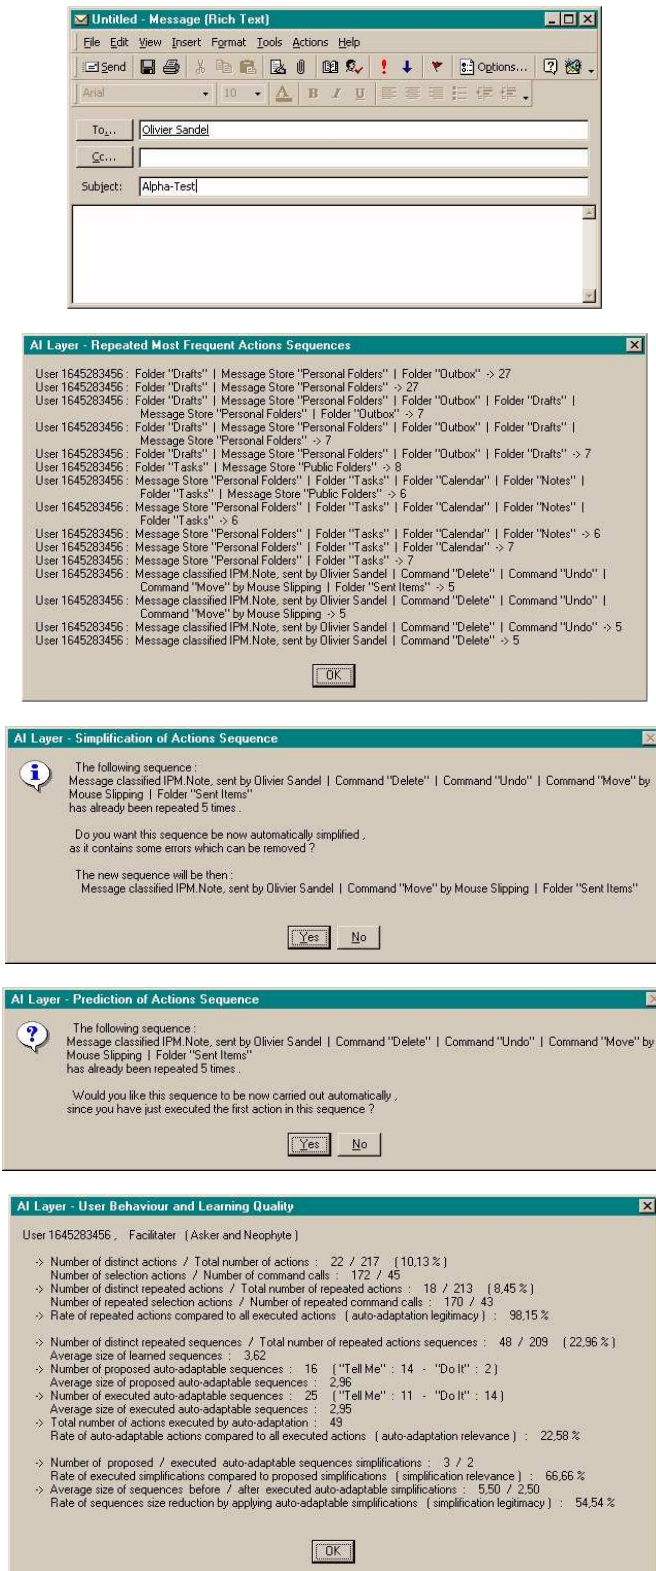 Untitled - Message (Rich Text)
File Edit View Insert Format Tools Actions Help
Send Options...
Arial 10 A B I U
To... Olivier Sandel
Cc...
Subject: Alpha-Test
AI Layer - Repeated Most Frequent Actions Sequences
User 1645283456 : Folder "Drafts" | Message Store "Personal Folders" | Folder "Outbox" -> 27
User 1645283456 : Folder "Drafts" | Message Store "Personal Folders" -> 27
User 1645283456 : Folder "Drafts" | Message Store "Personal Folders" | Folder "Outbox" | Folder "Drafts" |
Message Store "Personal Folders" | Folder "Outbox" -> 7
User 1645283456 : Folder "Drafts" | Message Store "Personal Folders" | Folder "Outbox" | Folder "Drafts" |
Message Store "Personal Folders" -> 7
User 1645283456 : Folder "Drafts" | Message Store "Personal Folders" | Folder "Outbox" | Folder "Drafts" -> 7
User 1645283456 : Folder "Tasks" | Message Store "Public Folders" -> 8
User 1645283456 : Message Store "Personal Folders" | Folder "Tasks" | Folder "Calendar" | Folder "Notes" |
Folder "Tasks" | Message Store "Public Folders" -> 6
User 1645283456 : Message Store "Personal Folders" | Folder "Tasks" | Folder "Calendar" | Folder "Notes" |
Folder "Tasks" -> 6
User 1645283456 : Message Store "Personal Folders" | Folder "Tasks" | Folder "Calendar" | Folder "Notes" -> 6
User 1645283456 : Message Store "Personal Folders" | Folder "Tasks" | Folder "Calendar" -> 7
User 1645283456 : Message Store "Personal Folders" | Folder "Tasks" -> 7
User 1645283456 : Message classified IPM.Note, sent by Olivier Sandel | Command "Delete" | Command "Undo" |
Command "Move" by Mouse Slipping | Folder "Sent Items" -> 5
User 1645283456 : Message classified IPM.Note, sent by Olivier Sandel | Command "Delete" | Command "Undo" |
Command "Move" by Mouse Slipping -> 5
User 1645283456 : Message classified IPM.Note, sent by Olivier Sandel | Command "Delete" | Command "Undo" -> 5
User 1645283456 : Message classified IPM.Note, sent by Olivier Sandel | Command "Delete" -> 5
OK
AI Layer - Simplification of Actions Sequence
The following sequence :
Message classified IPM.Note, sent by Olivier Sandel | Command "Delete" | Command "Undo" | Command "Move" by
Mouse Slipping | Folder "Sent Items"
has already been repeated 5 times .
Do you want this sequence be now automatically simplified ,
as it contains some errors which can be removed ?
The new sequence will be then :
Message classified IPM.Note, sent by Olivier Sandel | Command "Move" by Mouse Slipping | Folder "Sent Items"
Yes No
AI Layer - Prediction of Actions Sequence
The following sequence :
Message classified IPM.Note, sent by Olivier Sandel | Command "Delete" | Command "Undo" | Command "Move" by
Mouse Slipping | Folder "Sent Items"
has already been repeated 5 times .
Would you like this sequence to be now carried out automatically ,
since you have just executed the first action in this sequence ?
Yes No
AI Layer - User Behaviour and Learning Quality
User 1645283456 , Facilitater ( Asker and Neophyte )
-> Number of distinct actions / Total number of actions : 22 / 217 (10,13 %)
Number of selection actions / Number of command calls : 172 / 45
-> Number of distinct repeated actions / Total number of repeated actions : 18 / 213 (8,45 %)
Number of repeated selection actions / Number of repeated command calls : 170 / 43
-> Rate of repeated actions compared to all executed actions ( auto-adaptation legitimacy ) : 98,15 %
-> Number of distinct repeated sequences / Total number of repeated actions sequences : 48 / 209 (22,96 %)
Average size of learned sequences : 3,62
-> Number of proposed auto-adaptable sequences : 16 ("Tell Me" : 14 - "Do It" : 2)
Average size of proposed auto-adaptable sequences : 2,96
-> Number of executed auto-adaptable sequences : 25 ("Tell Me" : 11 - "Do It" : 14)
Average size of executed auto-adaptable sequences : 2,95
-> Total number of actions executed by auto-adaptation : 49
Rate of auto-adaptable actions compared to all executed actions ( auto-adaptation relevance ) : 22,58 %
-> Number of proposed / executed auto-adaptable sequences simplifications : 3 / 2
Rate of executed simplifications compared to proposed simplifications ( simplification relevance ) : 66,66 %
-> Average size of sequences before / after executed auto-adaptable simplifications : 5,50 / 2,50
Rate of sequences size reduction by applying auto-adaptable simplifications ( simplification legitimacy ) : 54,54 %
OK